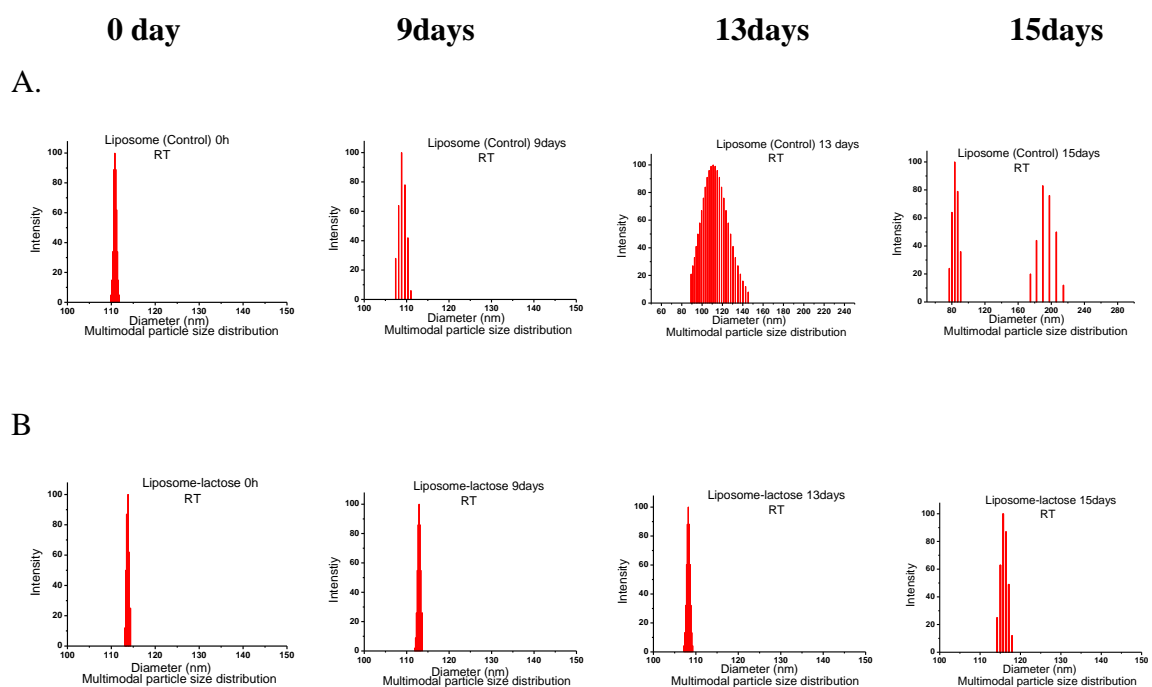 0 day 9days 13days 15days
A.
Liposome (Control) 0h
RT
Intensity
100
80
60
40
20
0
100 110 120 130 140 150
Diameter (nm)
Multimodal particle size distribution
Liposome (Control) 9days
RT
Intensity
100
80
60
40
20
0
100 110 120 130 140 150
Diameter (nm)
Multimodal particle size distribution
Liposome (Control) 13 days
RT
Intensity
100
80
60
40
20
0
60 80 100 120 140 160 180 200 220 240
Diameter (nm)
Multimodal particle size distribution
Liposome (Control) 15days
RT
Intensity
100
80
60
40
20
0
80 120 160 200 240 280
Diameter (nm)
Multimodal particle size distribution
B
Liposome-lactose 0h
RT
Intensity
100
80
60
40
20
0
100 110 120 130 140 150
Diameter (nm)
Multimodal particle size distribution
Liposome-lactose 9days
RT
Intensity
100
80
60
40
20
0
100 110 120 130 140 150
Diameter (nm)
Multimodal particle size distribution
Liposome-lactose 13days
RT
Intensity
100
80
60
40
20
0
100 110 120 130 140 150
Diameter (nm)
Multimodal particle size distribution
Liposome-lactose 15days
RT
Intensity
100
80
60
40
20
0
100 110 120 130 140 150
Diameter (nm)
Multimodal particle size distribution